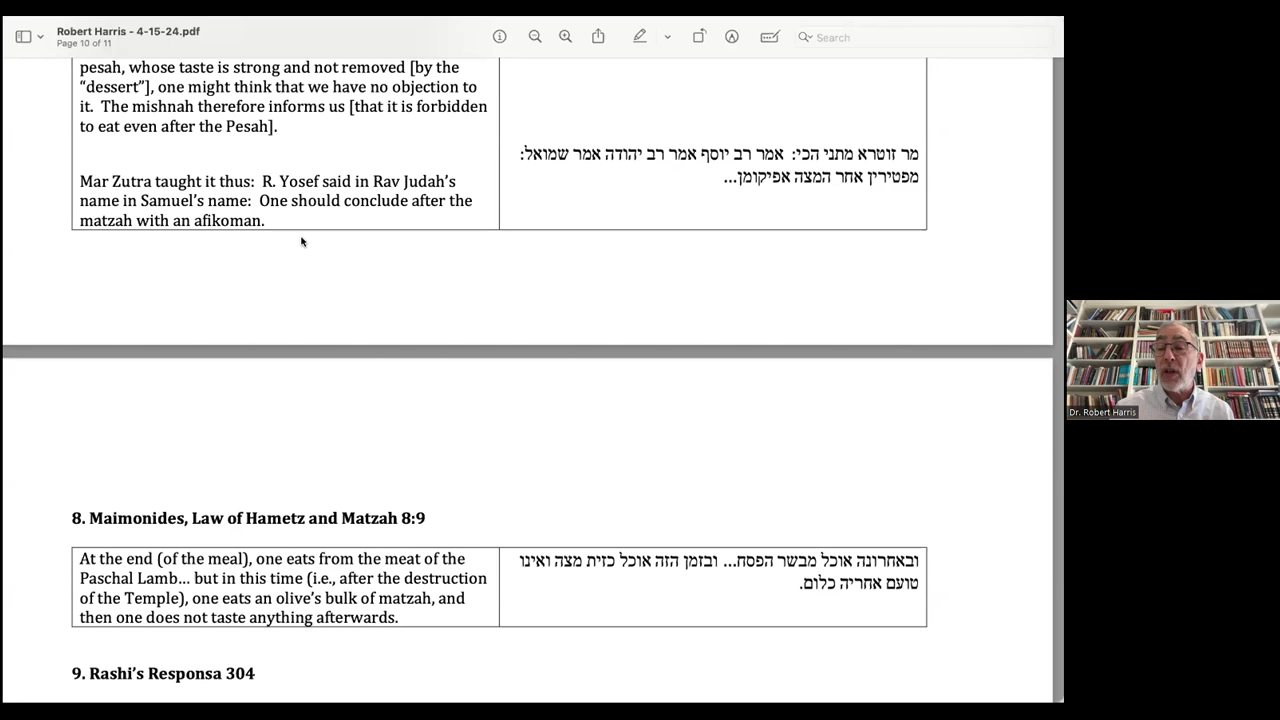 Robert Harris - 4-15-24.pdf
Page 10 of 11
Search
pesah, whose taste is strong and not removed [by the
“dessert”], one might think that we have no objection to
it.  The mishnah therefore informs us [that it is forbidden
to eat even after the Pesah].
Mar Zutra taught it thus:  R. Yosef said in Rav Judah’s
name in Samuel’s name:  One should conclude after the
matzah with an afikoman.
מר זוטרא מתני הכי:  אמר רב יוסף אמר רב יהודה אמר שמואל:
מפטירין אחר המצה אפיקומן...
8. Maimonides, Law of Hametz and Matzah 8:9
At the end (of the meal), one eats from the meat of the
Paschal Lamb... but in this time (i.e., after the destruction
of the Temple), one eats an olive’s bulk of matzah, and
then one does not taste anything afterwards.
ובאחרונה אוכל מבשר הפסח... ובזמן הזה אוכל כזית מצה ואינו
טועם אחריה כלום.
9. Rashi’s Responsa 304
Dr. Robert Harris